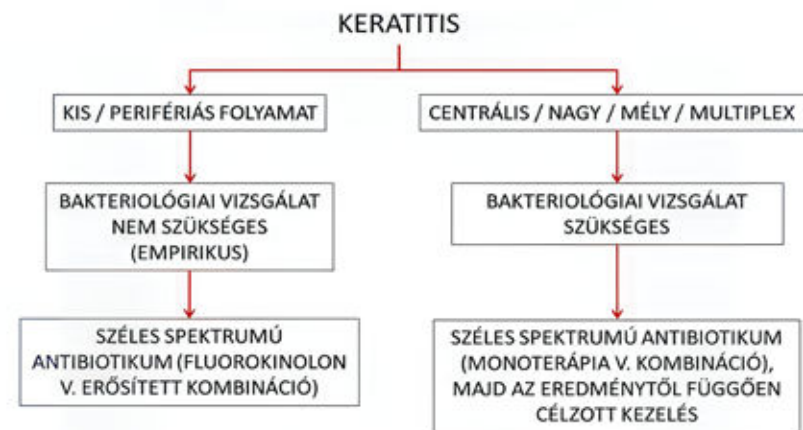 KERATITIS
KIS / PERIFÉRIÁS FOLYAMAT
BAKTERIOLÓGIAI VIZSGÁLAT
NEM SZÜKSÉGES
(EMPIRIKUS)
SZÉLES SPEKTRUMÚ
ANTIBIOTIKUM (FLUOROKINOLON
V. ERŐSÍTETT KOMBINÁCIÓ)
CENTRÁLIS / NAGY / MÉLY / MULTIPLEX
BAKTERIOLÓGIAI VIZSGÁLAT
SZÜKSÉGES
SZÉLES SPEKTRUMÚ ANTIBIOTIKUM
(MONOTERÁPIA V. KOMBINÁCIÓ),
MAJD AZ EREDMÉNYTŐL FÜGGŐEN
CÉLZOTT KEZELÉS